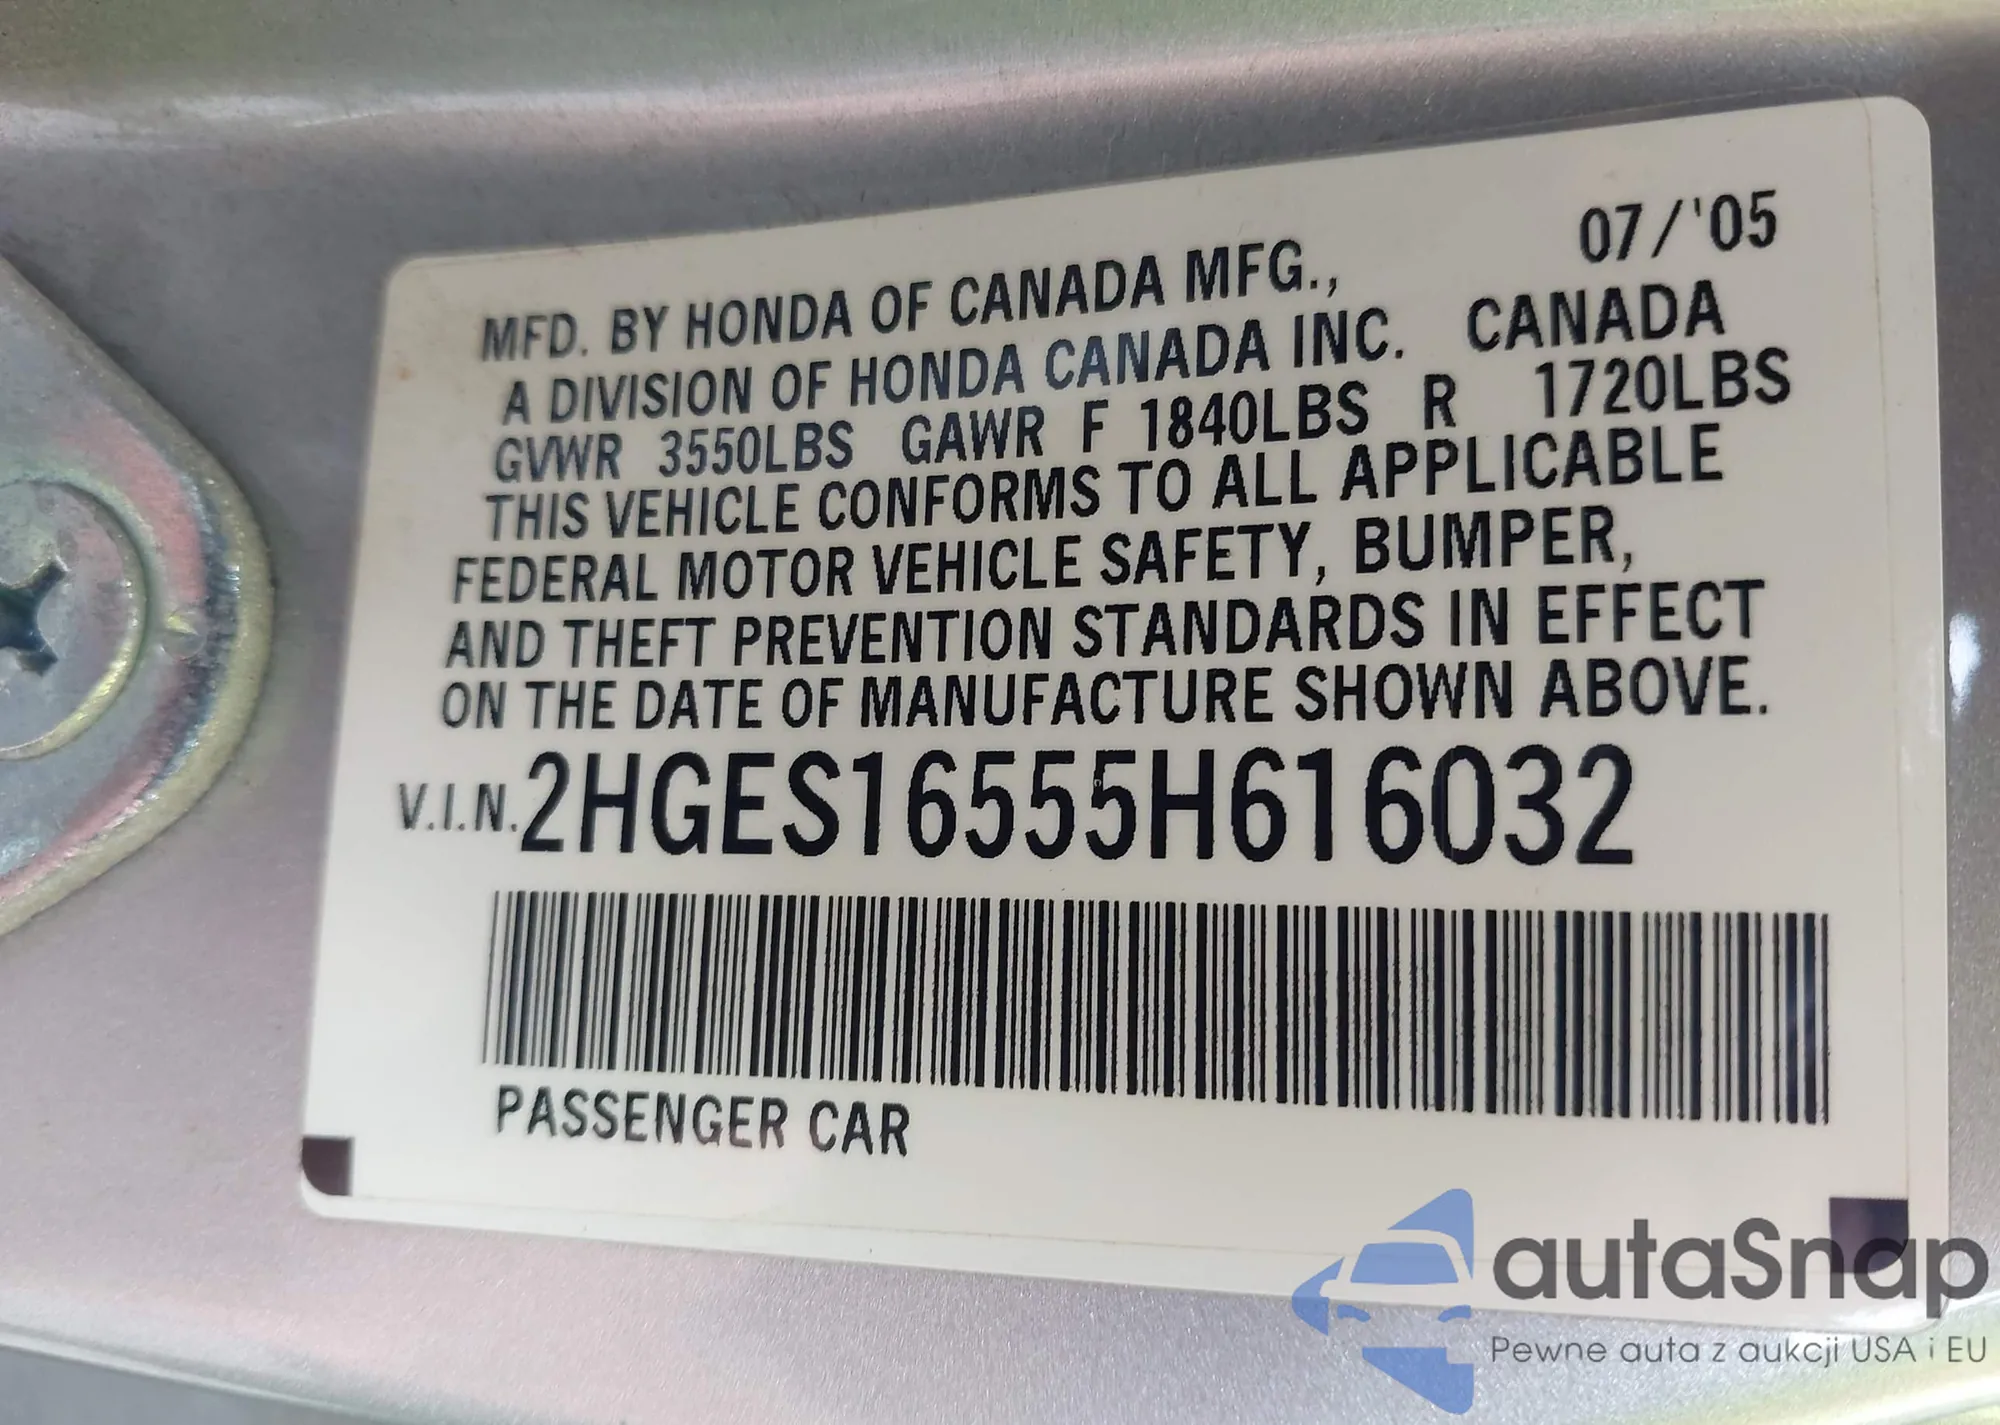 07/'05
MFD. BY HONDA OF CANADA MFG.,
A DIVISION OF HONDA CANADA INC. CANADA
GVWR 3550LBS GAWR F 1840LBS R 1720LBS
THIS VEHICLE CONFORMS TO ALL APPLICABLE
FEDERAL MOTOR VEHICLE SAFETY, BUMPER,
AND THEFT PREVENTION STANDARDS IN EFFECT
ON THE DATE OF MANUFACTURE SHOWN ABOVE.
V.I.N. 2HGES16555H616032
PASSENGER CAR
autaSnap
Pewne auta z aukcji USA i EU